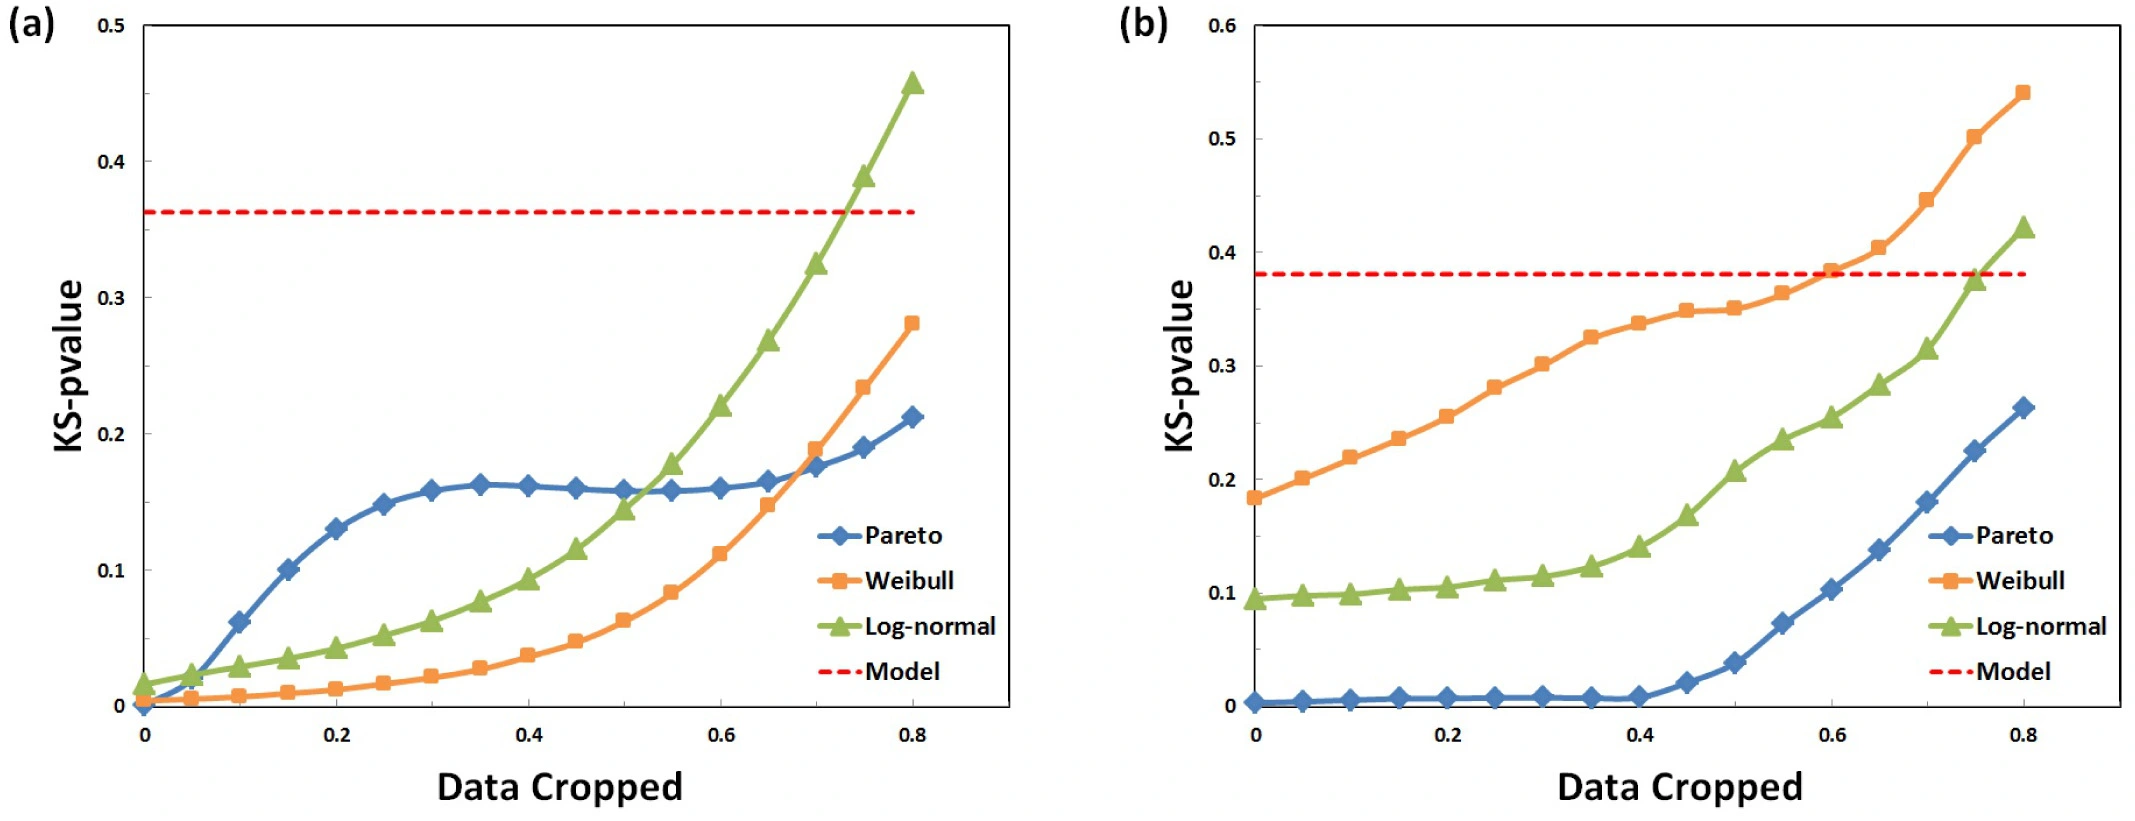 (a)
0.5
0.4
0.3
0.2
0.1
0
KS-pvalue
0 0.2 0.4 0.6 0.8
Data Cropped
Pareto
Weibull
Log-normal
Model
(b)
0.6
0.5
0.4
0.3
0.2
0.1
0
KS-pvalue
0 0.2 0.4 0.6 0.8
Data Cropped
Pareto
Weibull
Log-normal
Model